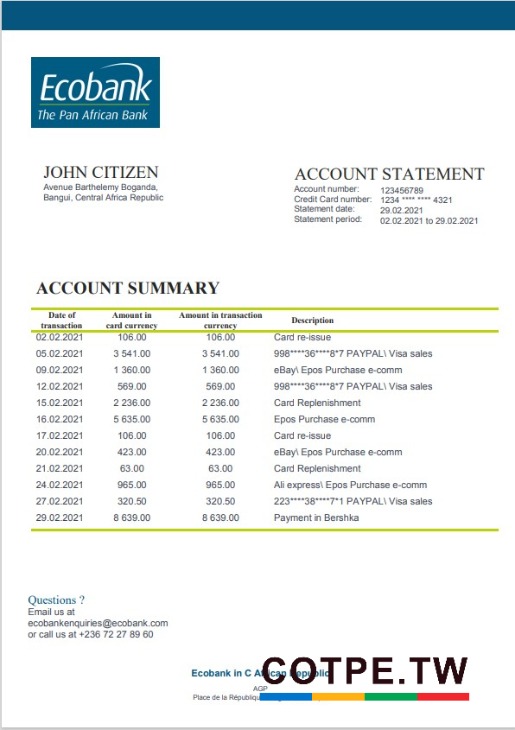 Ecobank
The Pan African Bank
JOHN CITIZEN
Avenue Barthelemy Boganda,
Bangui, Central Africa Republic
ACCOUNT STATEMENT
Account number: 123456789
Credit Card number: 1234 **** **** 4321
Statement date: 29.02.2021
Statement period: 02.02.2021 to 29.02.2021
ACCOUNT SUMMARY
Date of transaction Amount in card currency Amount in transaction currency Description
02.02.2021 106.00 106.00 Card re-issue
05.02.2021 3 541.00 3 541.00 998****36****8*7 PAYPAL\ Visa sales
09.02.2021 1 360.00 1 360.00 eBay\ Epos Purchase e-comm
12.02.2021 569.00 569.00 998****36****8*7 PAYPAL\ Visa sales
15.02.2021 2 236.00 2 236.00 Card Replenishment
16.02.2021 5 635.00 5 635.00 Epos Purchase e-comm
17.02.2021 106.00 106.00 Card re-issue
20.02.2021 423.00 423.00 eBay\ Epos Purchase e-comm
21.02.2021 63.00 63.00 Card Replenishment
24.02.2021 965.00 965.00 Ali express\ Epos Purchase e-comm
27.02.2021 320.50 320.50 223****38****7*1 PAYPAL\ Visa sales
29.02.2021 8 639.00 8 639.00 Payment in Bershka
Questions ?
Email us at
ecobankenquiries@ecobank.com
or call us at +236 72 27 89 60
Ecobank in C African Republic
COTPE.TW
AGP
Place de la République